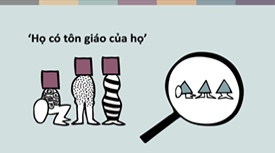 ‘Họ có tôn giáo của họ’